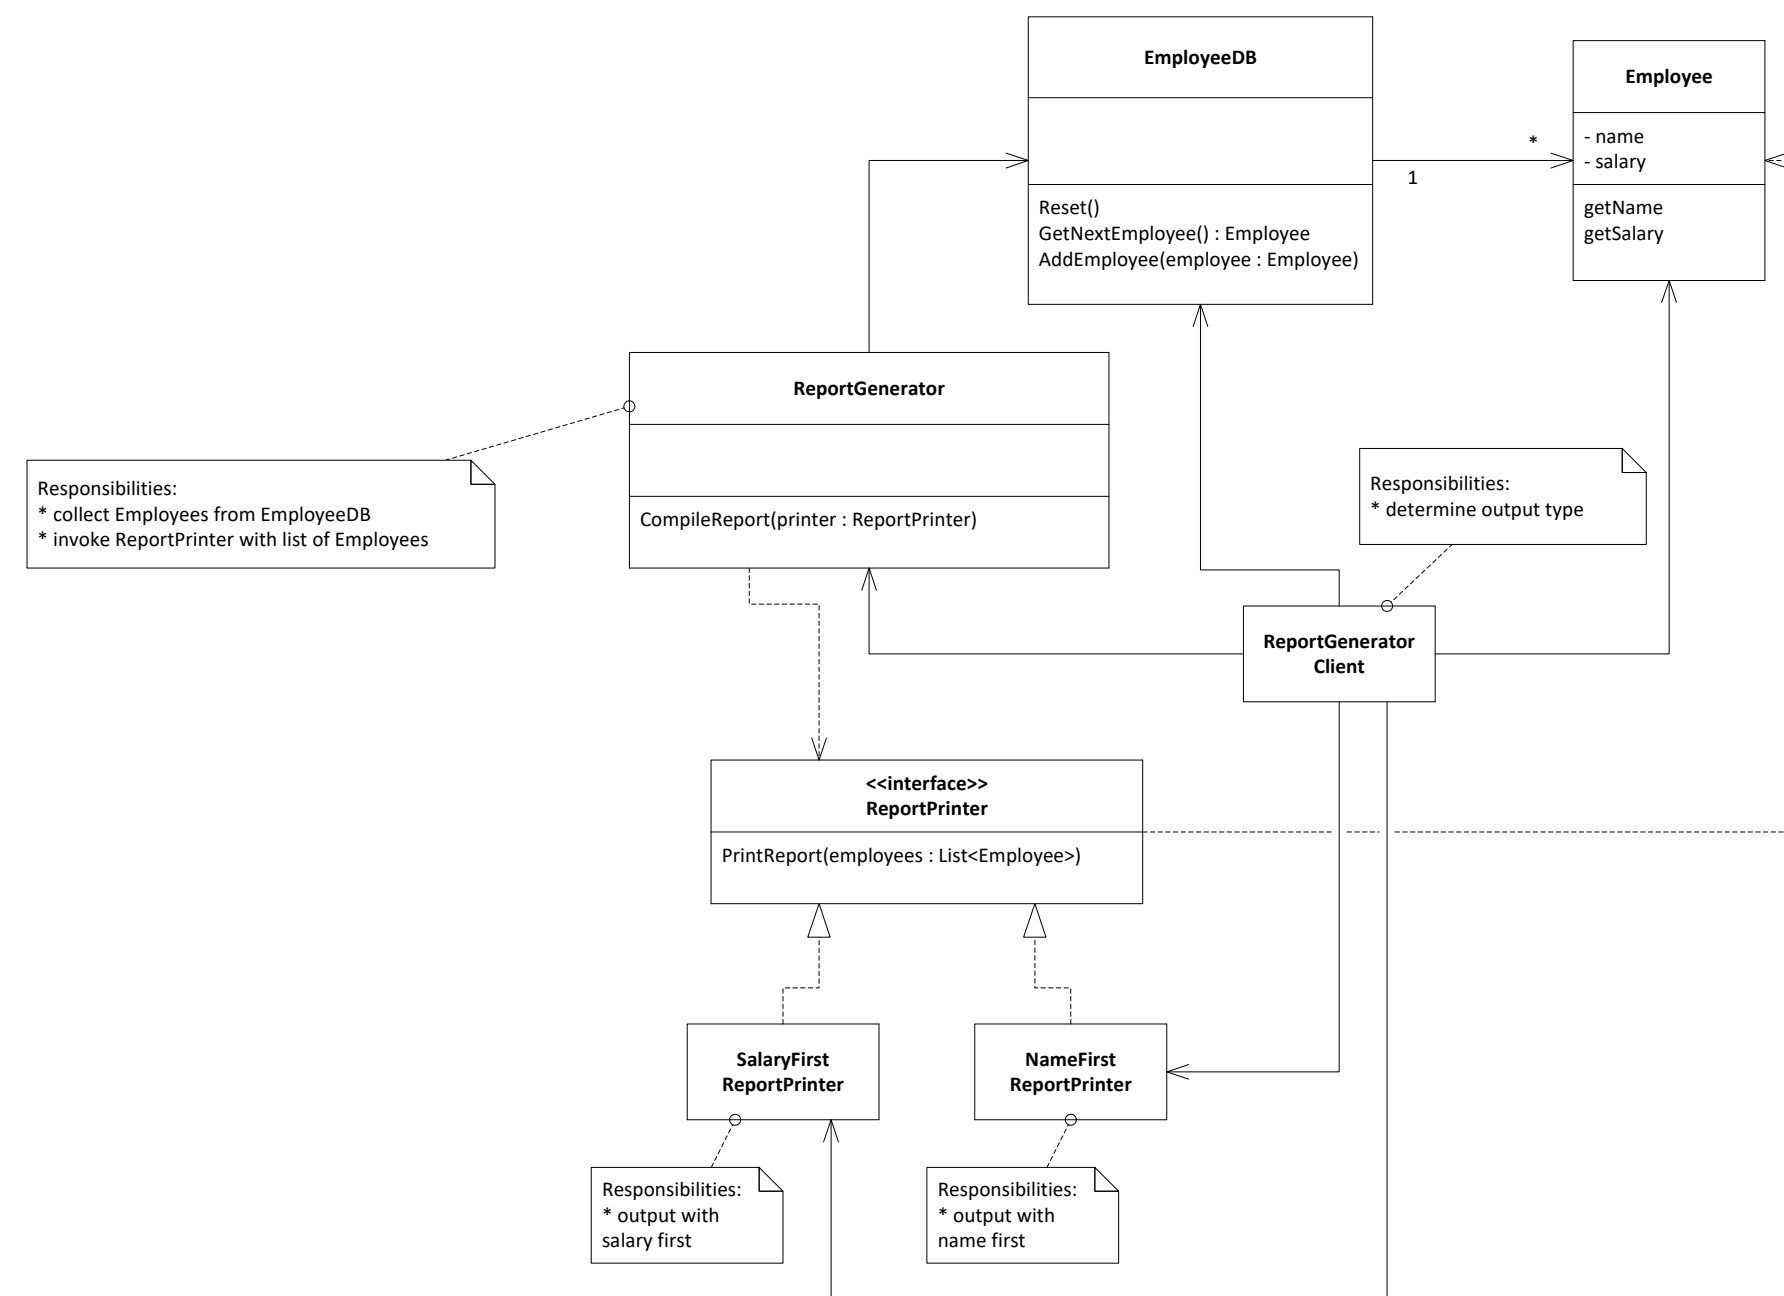 EmployeeDB
Reset()
GetNextEmployee() : Employee
AddEmployee(employee : Employee)
*
1
Employee
- name
- salary
getName
getSalary
ReportGenerator
CompileReport(printer : ReportPrinter)
Responsibilities:
* collect Employees from EmployeeDB
* invoke ReportPrinter with list of Employees
Responsibilities:
* determine output type
ReportGenerator
Client
<<interface>>
ReportPrinter
PrintReport(employees : List<Employee>)
SalaryFirst
ReportPrinter
NameFirst
ReportPrinter
Responsibilities:
* output with
salary first
Responsibilities:
* output with
name first